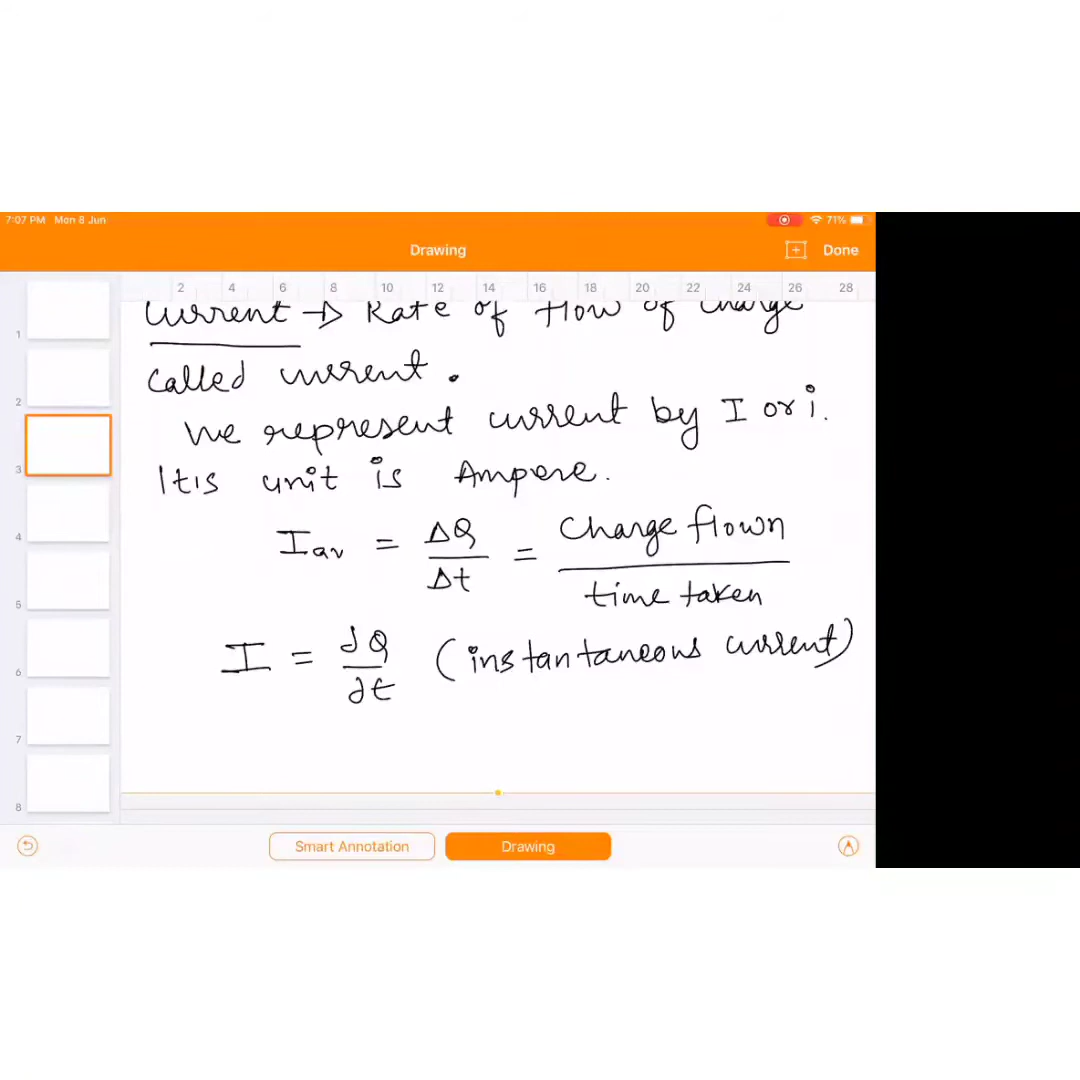 7:07 PM Mon 8 Jun
71%
Drawing
Done
2 4 6 8 10 12 14 16 18 20 22 24 26 28
1
2
3
4
5
6
7
8
Current → Rate of flow of charge
called current.
We represent current by I or i.
Itis unit is Ampere.
Iav = ΔQ/Δt = Charge flown/time taken
I = dQ/dt (instantaneous current)
Smart Annotation
Drawing